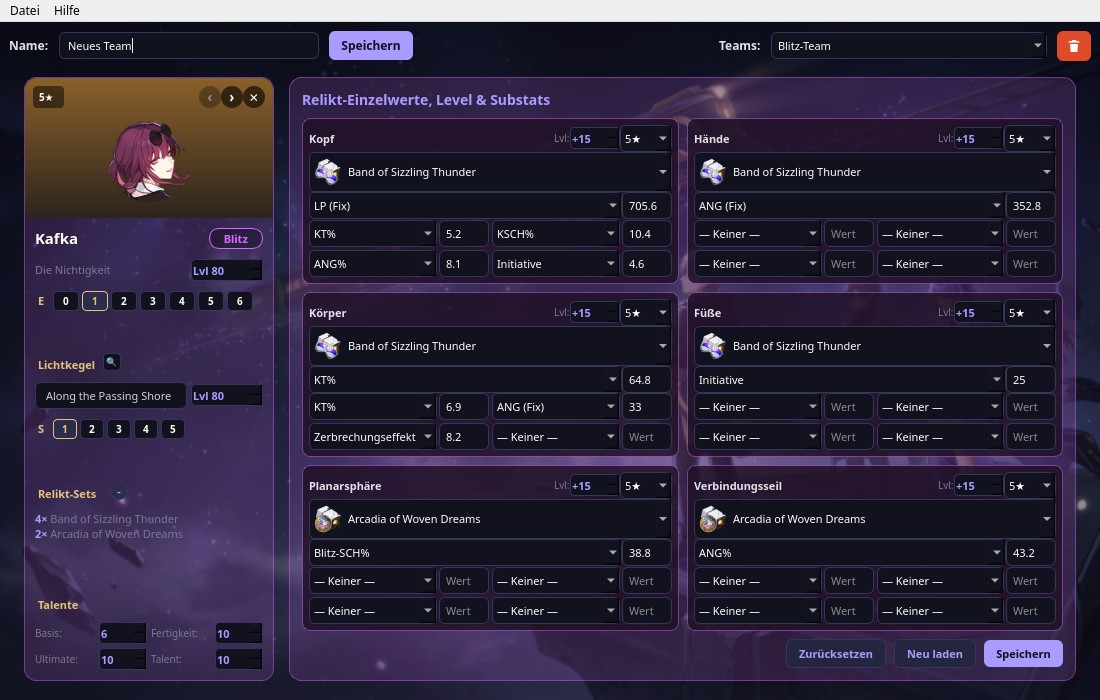 Datei Hilfe
Name: Neues Team Speichern Teams: Blitz-Team
5★ ‹ › ✕
Kafka Blitz
Die Nichtigkeit Lvl 80
E 0 1 2 3 4 5 6
Lichtkegel
Along the Passing Shore Lvl 80
S 1 2 3 4 5
Relikt-Sets -
4× Band of Sizzling Thunder
2× Arcadia of Woven Dreams
Talente
Basis: 6 Fertigkeit: 10
Ultimate: 10 Talent: 10
Relikt-Einzelwerte, Level & Substats
Kopf Lvl: +15 5★
Band of Sizzling Thunder
LP (Fix) 705.6
KT% 5.2 KSCH% 10.4
ANG% 8.1 Initiative 4.6
Hände Lvl: +15 5★
Band of Sizzling Thunder
ANG (Fix) 352.8
— Keiner — Wert — Keiner — Wert
— Keiner — Wert — Keiner — Wert
Körper Lvl: +15 5★
Band of Sizzling Thunder
KT% 64.8
KT% 6.9 ANG (Fix) 33
Zerbrechungseffekt 8.2 — Keiner — Wert
Füße Lvl: +15 5★
Band of Sizzling Thunder
Initiative 25
— Keiner — Wert — Keiner — Wert
— Keiner — Wert — Keiner — Wert
Planarsphäre Lvl: +15 5★
Arcadia of Woven Dreams
Blitz-SCH% 38.8
— Keiner — Wert — Keiner — Wert
— Keiner — Wert — Keiner — Wert
Verbindungsseil Lvl: +15 5★
Arcadia of Woven Dreams
ANG% 43.2
— Keiner — Wert — Keiner — Wert
— Keiner — Wert — Keiner — Wert
Zurücksetzen Neu laden Speichern